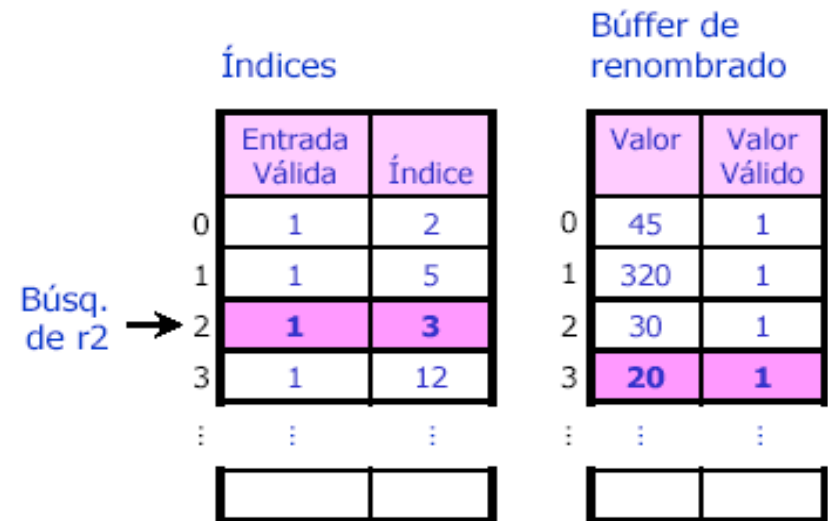 Índices
Búffer de
renombrado
Entrada
Válida
Índice
Valor
Valor
Válido
0 1 2
0 45 1
1 1 5
1 320 1
Búsq.
de r2
2 1 3
2 30 1
3 1 12
3 20 1
⋮ ⋮ ⋮
⋮ ⋮ ⋮